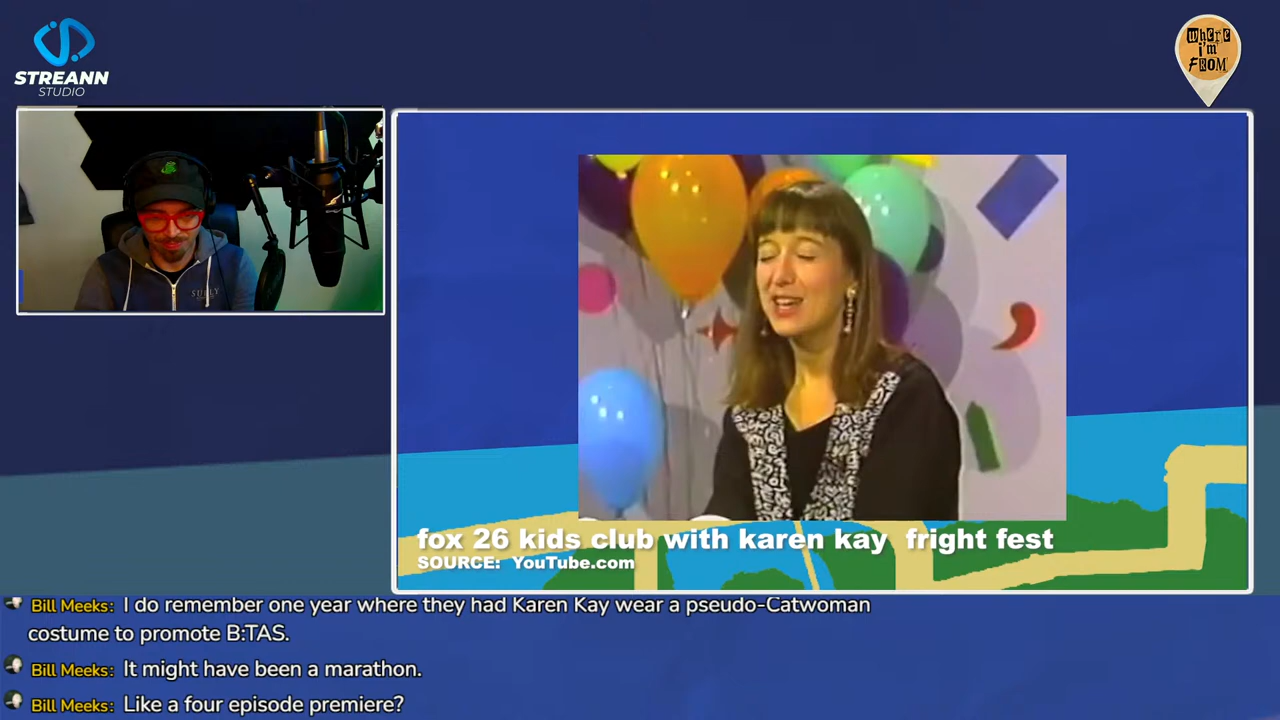 STREANN
STUDIO
WHERE
i'm
FROM
SULLY
fox 26 kids club with karen kay fright fest
SOURCE: YouTube.com
Bill Meeks: I do remember one year where they had Karen Kay wear a pseudo-Catwoman
costume to promote B:TAS.
Bill Meeks: It might have been a marathon.
Bill Meeks: Like a four episode premiere?